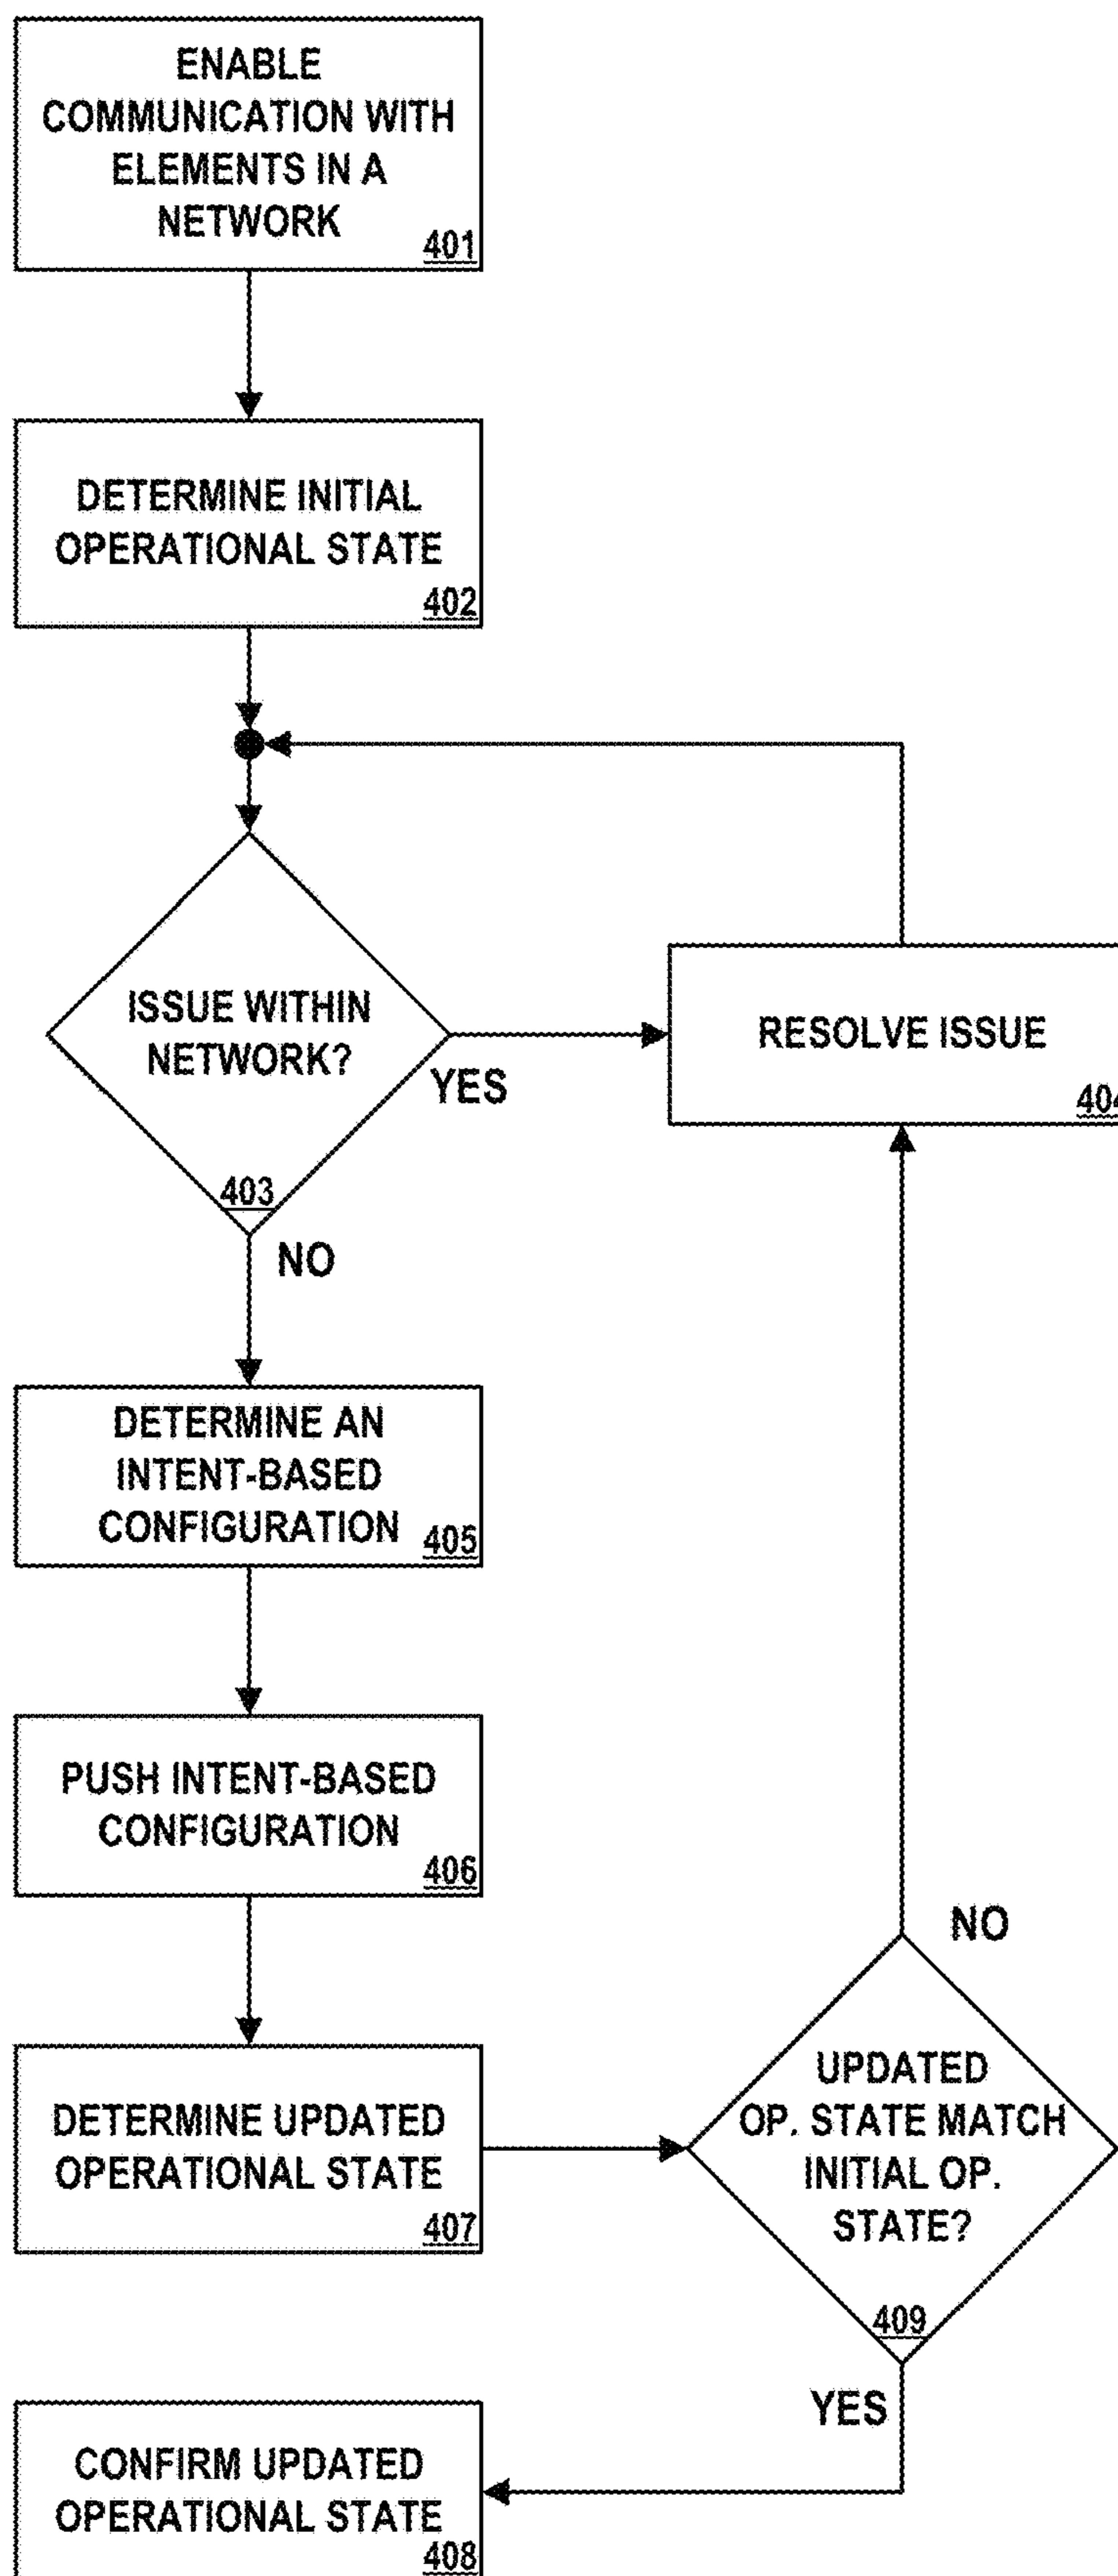 ENABLE
COMMUNICATION WITH
ELEMENTS IN A
NETWORK
401
DETERMINE INITIAL
OPERATIONAL STATE
402
ISSUE WITHIN
NETWORK?
403
YES
RESOLVE ISSUE
404
NO
DETERMINE AN
INTENT-BASED
CONFIGURATION
405
PUSH INTENT-BASED
CONFIGURATION
406
DETERMINE UPDATED
OPERATIONAL STATE
407
NO
UPDATED
OP. STATE MATCH
INITIAL OP.
STATE?
409
YES
CONFIRM UPDATED
OPERATIONAL STATE
408